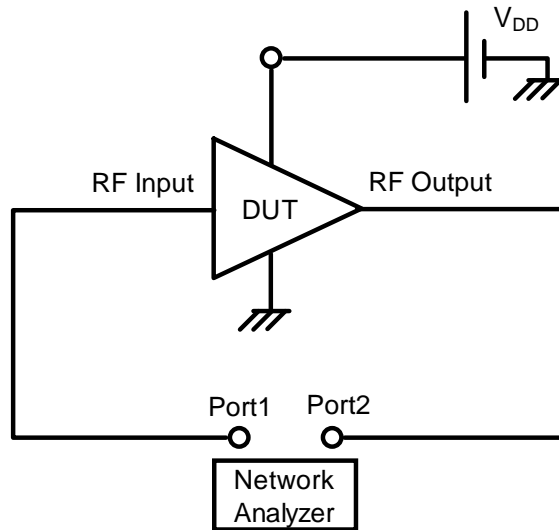 V_DD
RF Input
RF Output
DUT
Port1
Port2
Network
Analyzer